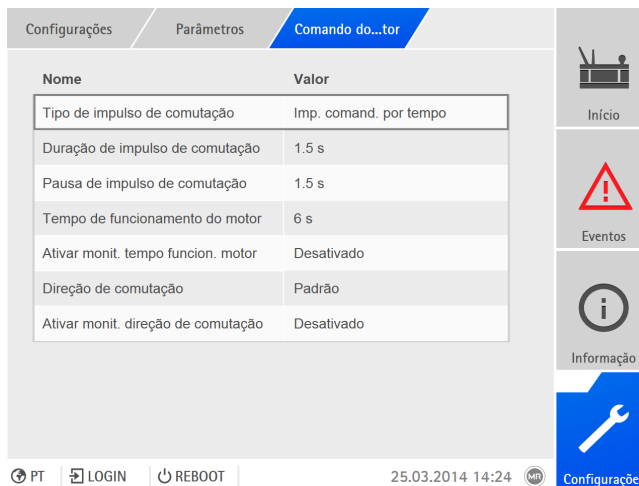 Configurações Parâmetros Comando do...tor
Nome Valor
Tipo de impulso de comutação Imp. comand. por tempo
Duração de impulso de comutação 1.5 s
Pausa de impulso de comutação 1.5 s
Tempo de funcionamento do motor 6 s
Ativar monit. tempo funcion. motor Desativado
Direção de comutação Padrão
Ativar monit. direção de comutação Desativado
Início
Eventos
Informação
Configuraçõe
PT LOGIN REBOOT 25.03.2014 14:24 MR